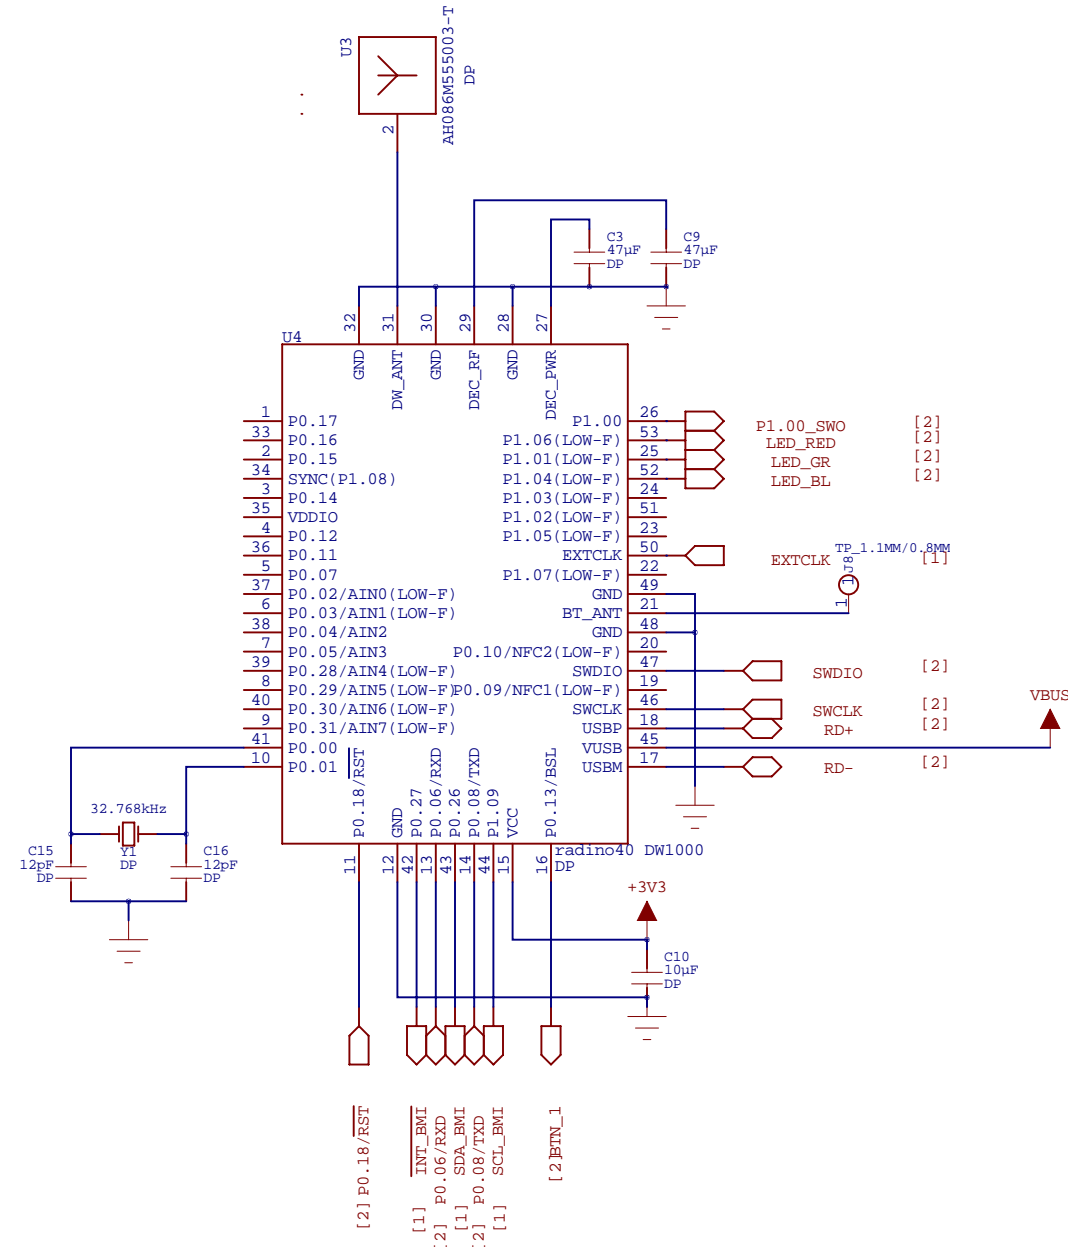 U3
AH086M555003-T
DP
2
C3
47µF
DP
C9
47µF
DP
32
31
30
29
28
27
U4
GND
DW_ANT
GND
DEC_RF
GND
DEC_PWR
1 P0.17
33 P0.16
2 P0.15
34 SYNC(P1.08)
3 P0.14
35 VDDIO
4 P0.12
36 P0.11
5 P0.07
37 P0.02/AIN0(LOW-F)
6 P0.03/AIN1(LOW-F)
38 P0.04/AIN2
7 P0.05/AIN3
39 P0.28/AIN4(LOW-F)
8 P0.29/AIN5(LOW-F)
40 P0.30/AIN6(LOW-F)
9 P0.31/AIN7(LOW-F)
41 P0.00
10 P0.01
P1.00 26 P1.00_SWO [2]
P1.06(LOW-F) 53 LED_RED [2]
P1.01(LOW-F) 25 LED_GR [2]
P1.04(LOW-F) 52 LED_BL [2]
P1.03(LOW-F) 24
P1.02(LOW-F) 51
P1.05(LOW-F) 23
EXTCLK 50 EXTCLK [1]
P1.07(LOW-F) 22
GND 49
BT_ANT 21
GND 48
P0.10/NFC2(LOW-F) 20
SWDIO 47 SWDIO [2]
P0.09/NFC1(LOW-F) 19
SWCLK 46 SWCLK [2]
USBP 18 RD+ [2]
VUSB 45 VBUS
USBM 17 RD- [2]
TP_1.1MM/0.8MM
J8
1
1
P0.18/RST
GND
P0.27
P0.06/RXD
P0.26
P0.08/TXD
P1.09
VCC
P0.13/BSL
11
12
42
13
43
14
44
15
16
radino40 DW1000
DP
32.768kHz
Y1
DP
C15
12pF
DP
C16
12pF
DP
+3V3
C10
10µF
DP
[2] P0.18/RST
[1] INT_BMI
[2] P0.06/RXD
[1] SDA_BMI
[2] P0.08/TXD
[1] SCL_BMI
[2]BTN_1